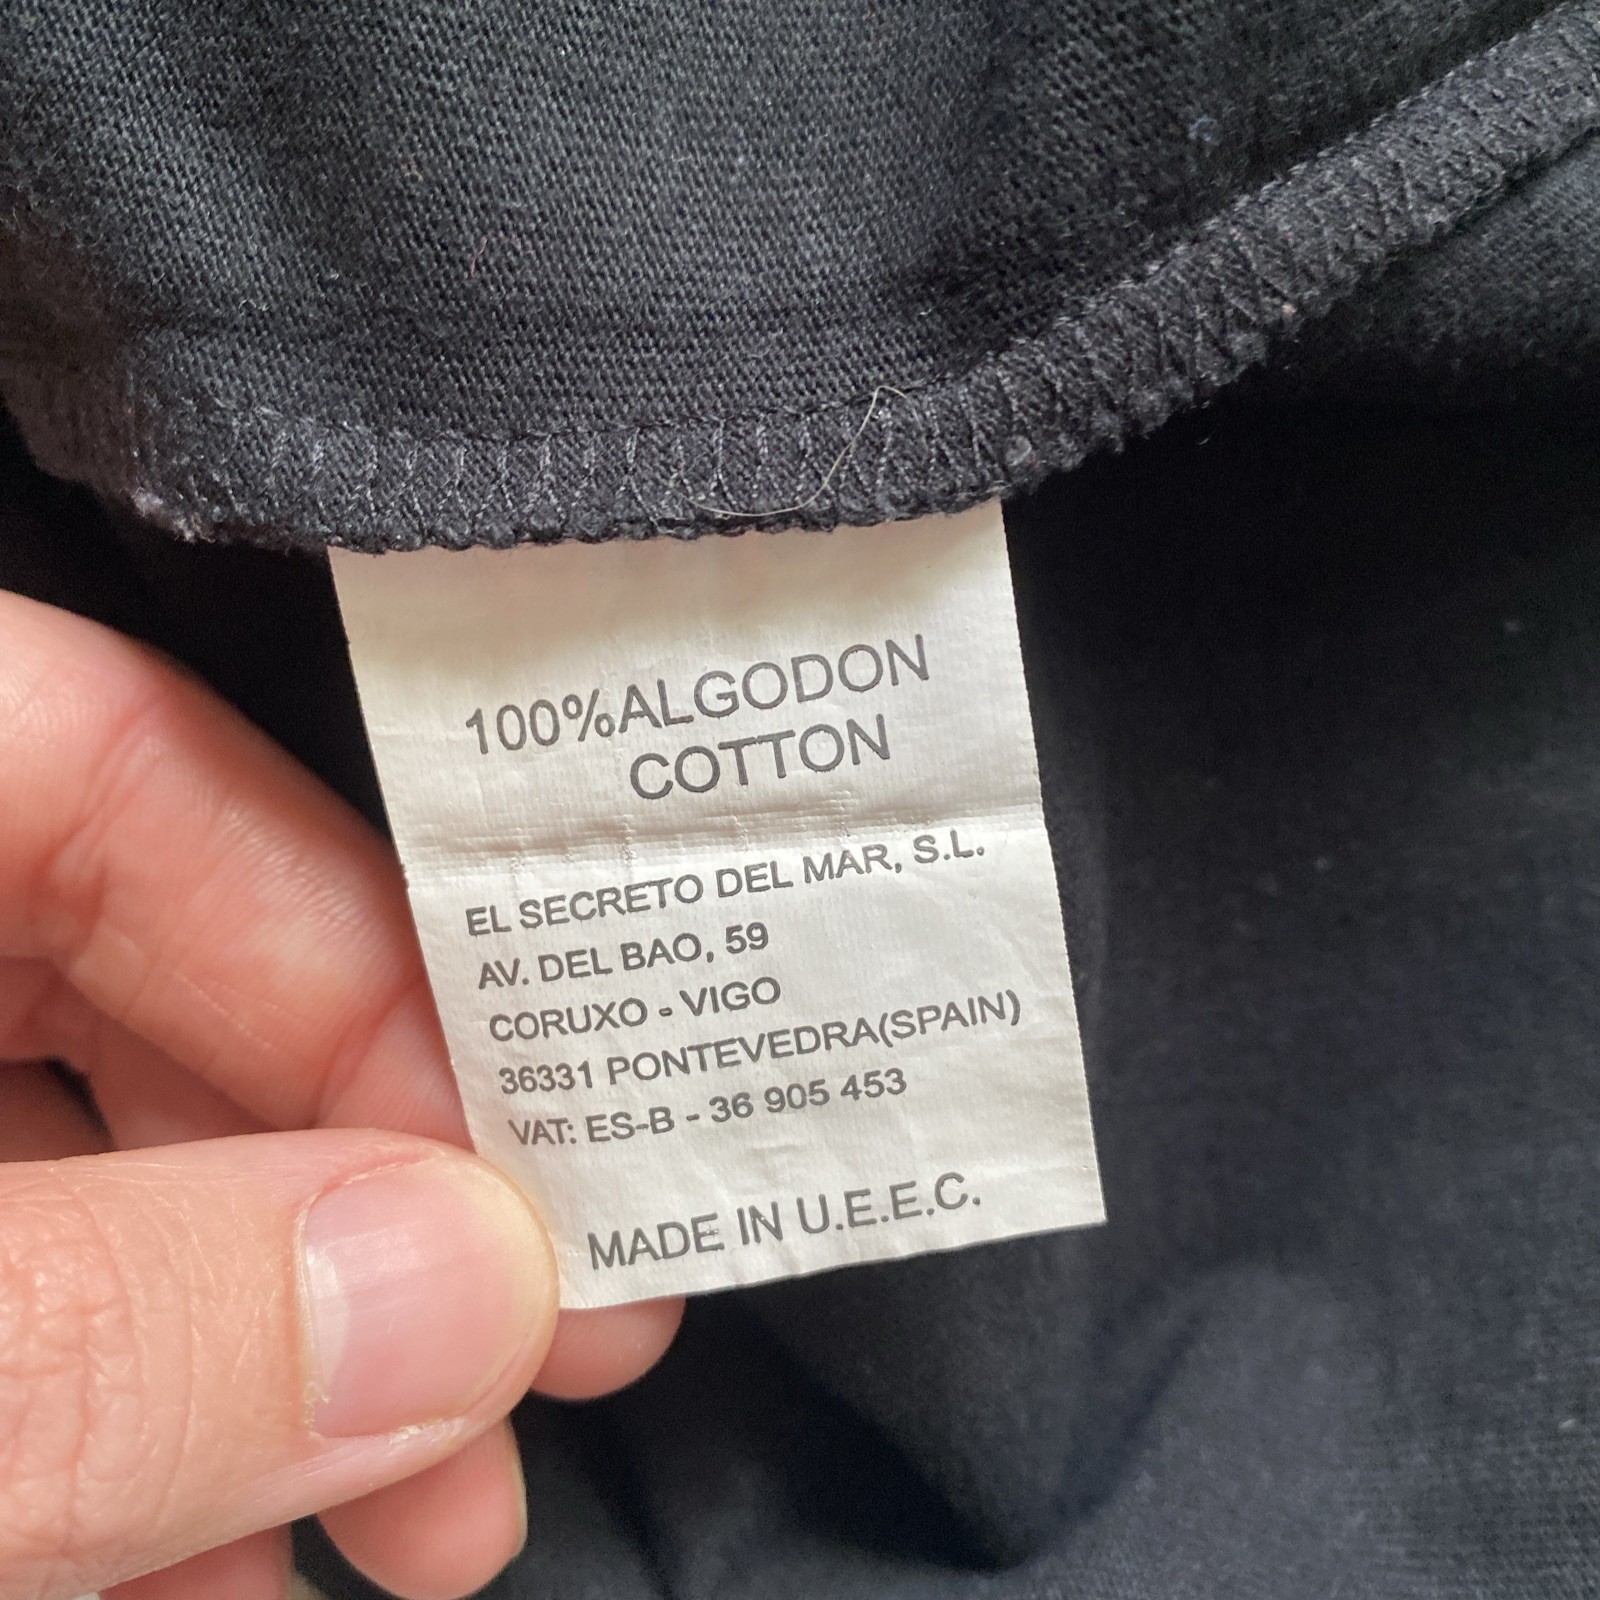 100%ALGODON
COTTON
EL SECRETO DEL MAR, S.L.
AV. DEL BAO, 59
CORUXO - VIGO
36331 PONTEVEDRA(SPAIN)
VAT: ES-B - 36 905 453
MADE IN U.E.E.C.